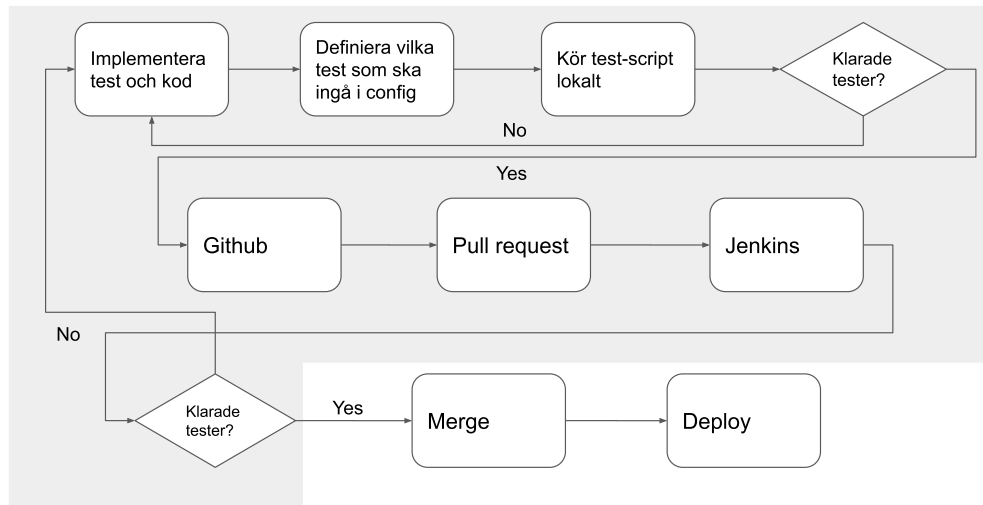 Implementera
test och kod
Definiera vilka
test som ska
ingå i config
Kör test-script
lokalt
Klarade
tester?
No
Yes
Github
Pull request
Jenkins
No
Klarade
tester?
Yes
Merge
Deploy